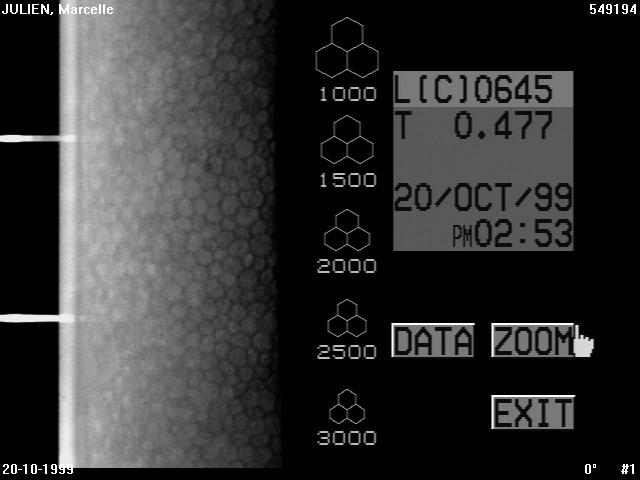 JULIEN, Marcelle
549194
1000
1500
2000
2500
3000
L[C]0645
T 0.477
20/OCT/99
PM02:53
DATA ZOOM
EXIT
20-10-1999
0° #1